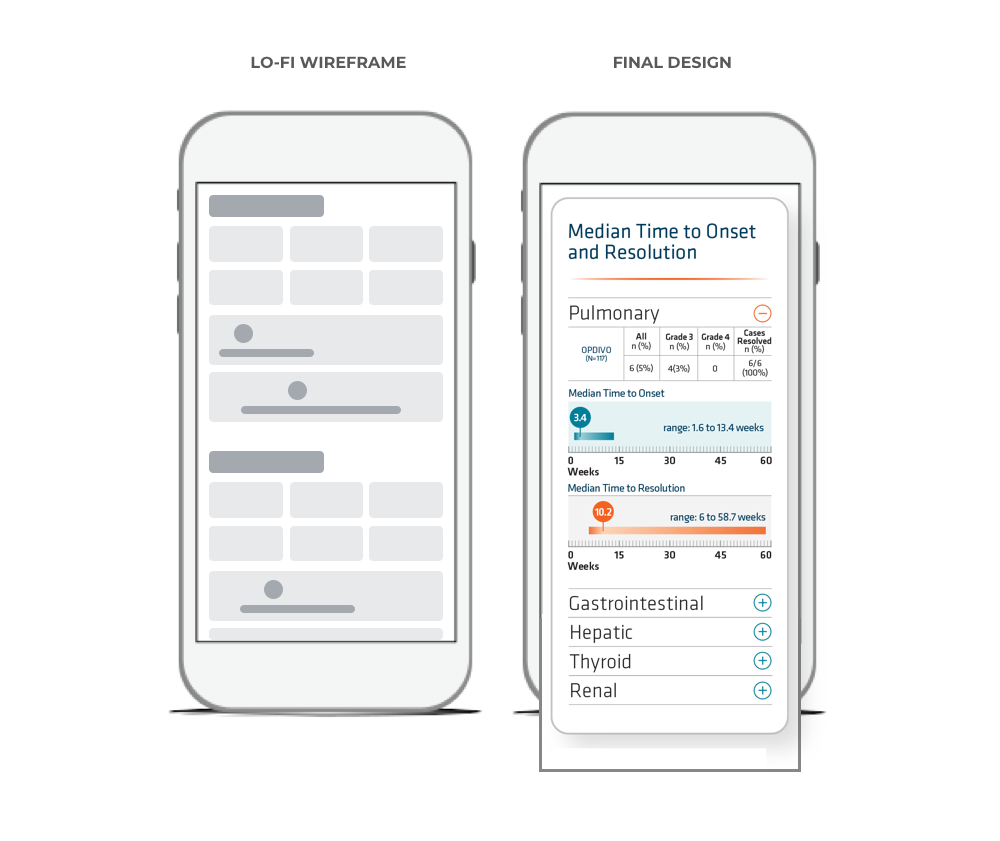 LO-FI WIREFRAME
FINAL DESIGN
Median Time to Onset
and Resolution
Pulmonary
OPDIVO
(N=117)
All
n (%)
Grade 3
n (%)
Grade 4
n (%)
Cases
Resolved
n (%)
6 (5%)
4(3%)
0
6/6
(100%)
Median Time to Onset
3.4
range: 1.6 to 13.4 weeks
0 15 30 45 60
Weeks
Median Time to Resolution
10.2
range: 6 to 58.7 weeks
0 15 30 45 60
Weeks
Gastrointestinal
Hepatic
Thyroid
Renal